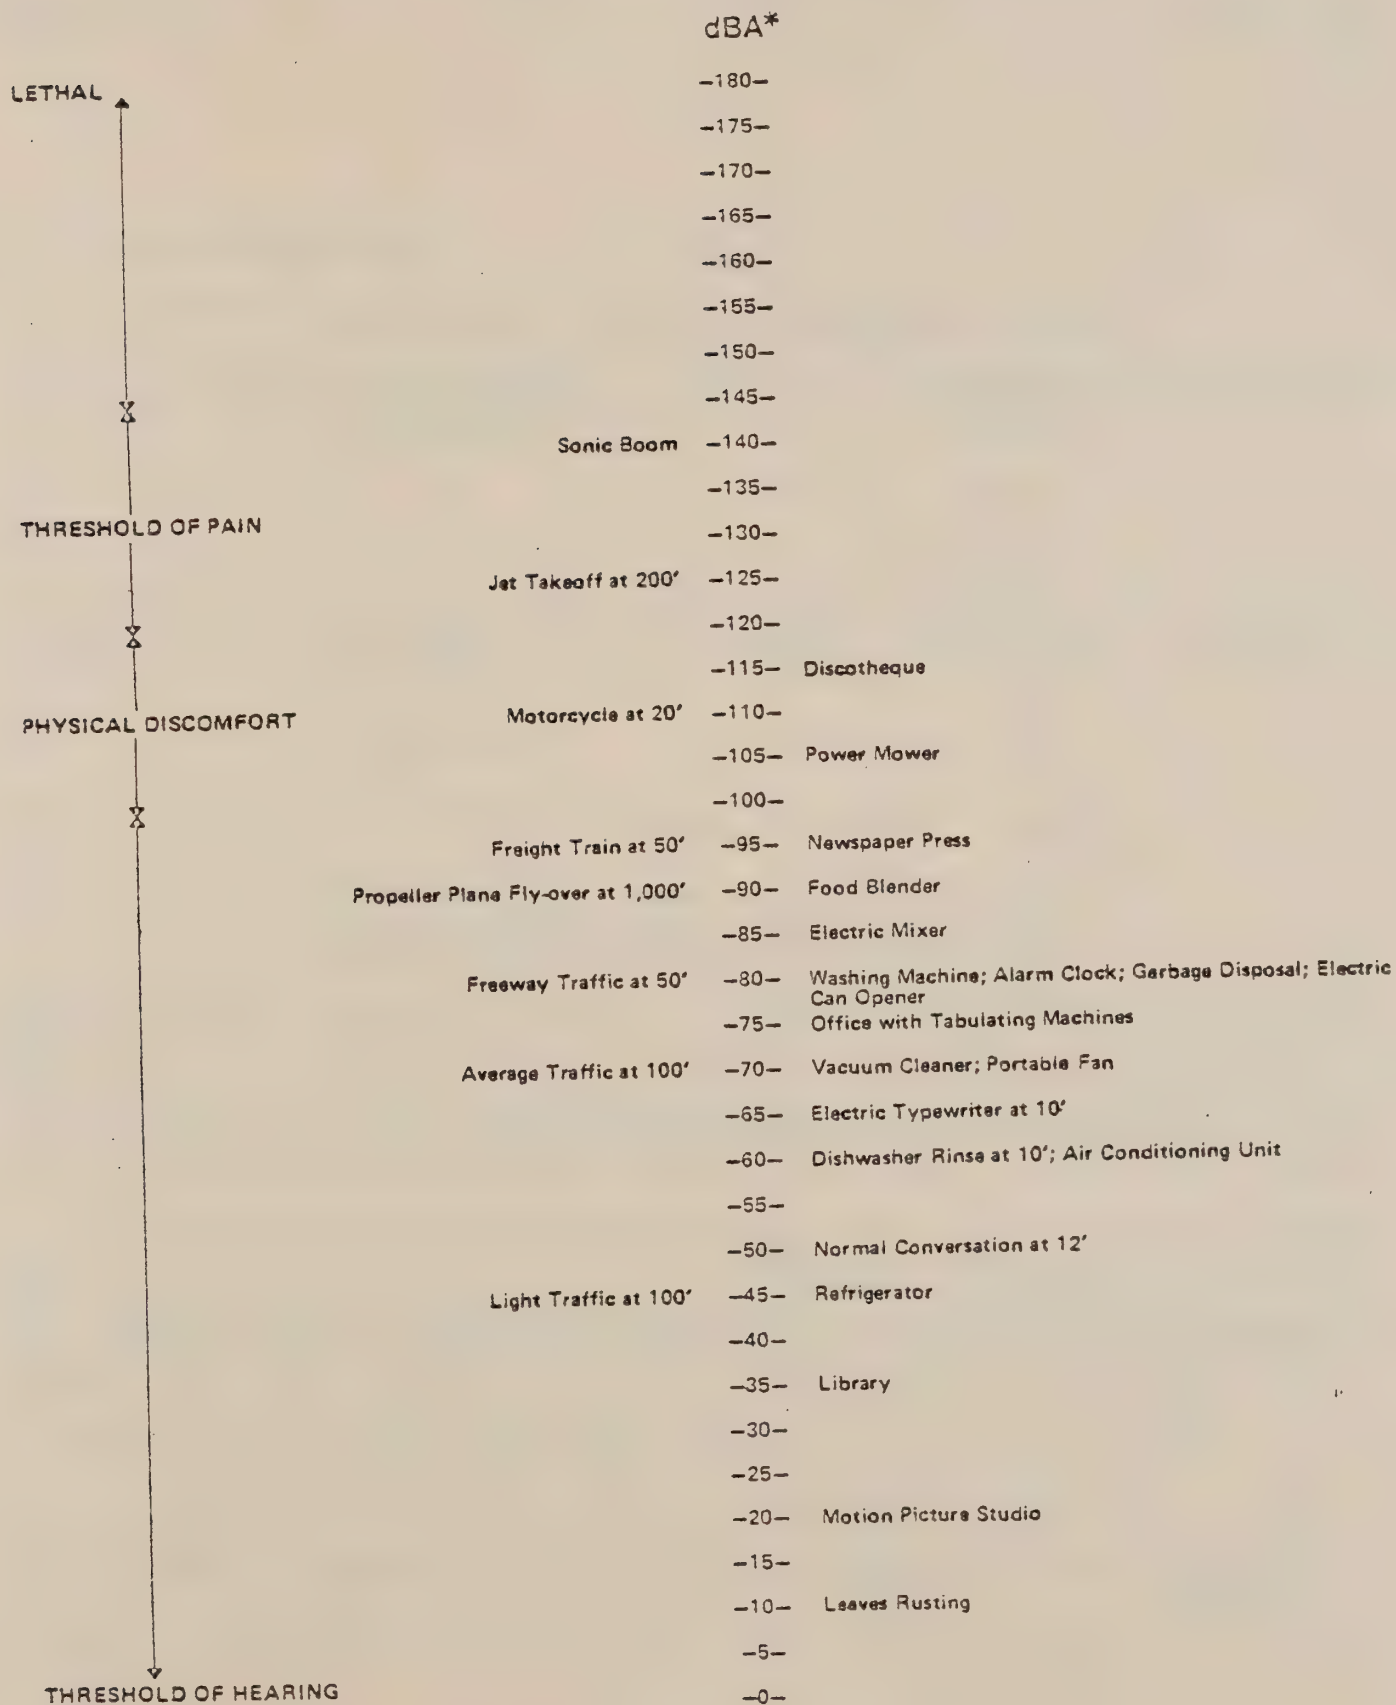 dBA*
LETHAL
–180–
–175–
–170–
–165–
–160–
–155–
–150–
–145–
Sonic Boom –140–
–135–
THRESHOLD OF PAIN
–130–
Jet Takeoff at 200′ –125–
–120–
–115– Discotheque
PHYSICAL DISCOMFORT
Motorcycle at 20′ –110–
–105– Power Mower
–100–
Freight Train at 50′ –95– Newspaper Press
Propeller Plane Fly-over at 1,000′ –90– Food Blender
–85– Electric Mixer
Freeway Traffic at 50′ –80– Washing Machine; Alarm Clock; Garbage Disposal; Electric
Can Opener
–75– Office with Tabulating Machines
Average Traffic at 100′ –70– Vacuum Cleaner; Portable Fan
–65– Electric Typewriter at 10′
–60– Dishwasher Rinse at 10′; Air Conditioning Unit
–55–
–50– Normal Conversation at 12′
Light Traffic at 100′ –45– Refrigerator
–40–
–35– Library
–30–
–25–
–20– Motion Picture Studio
–15–
–10– Leaves Rusting
–5–
THRESHOLD OF HEARING –0–